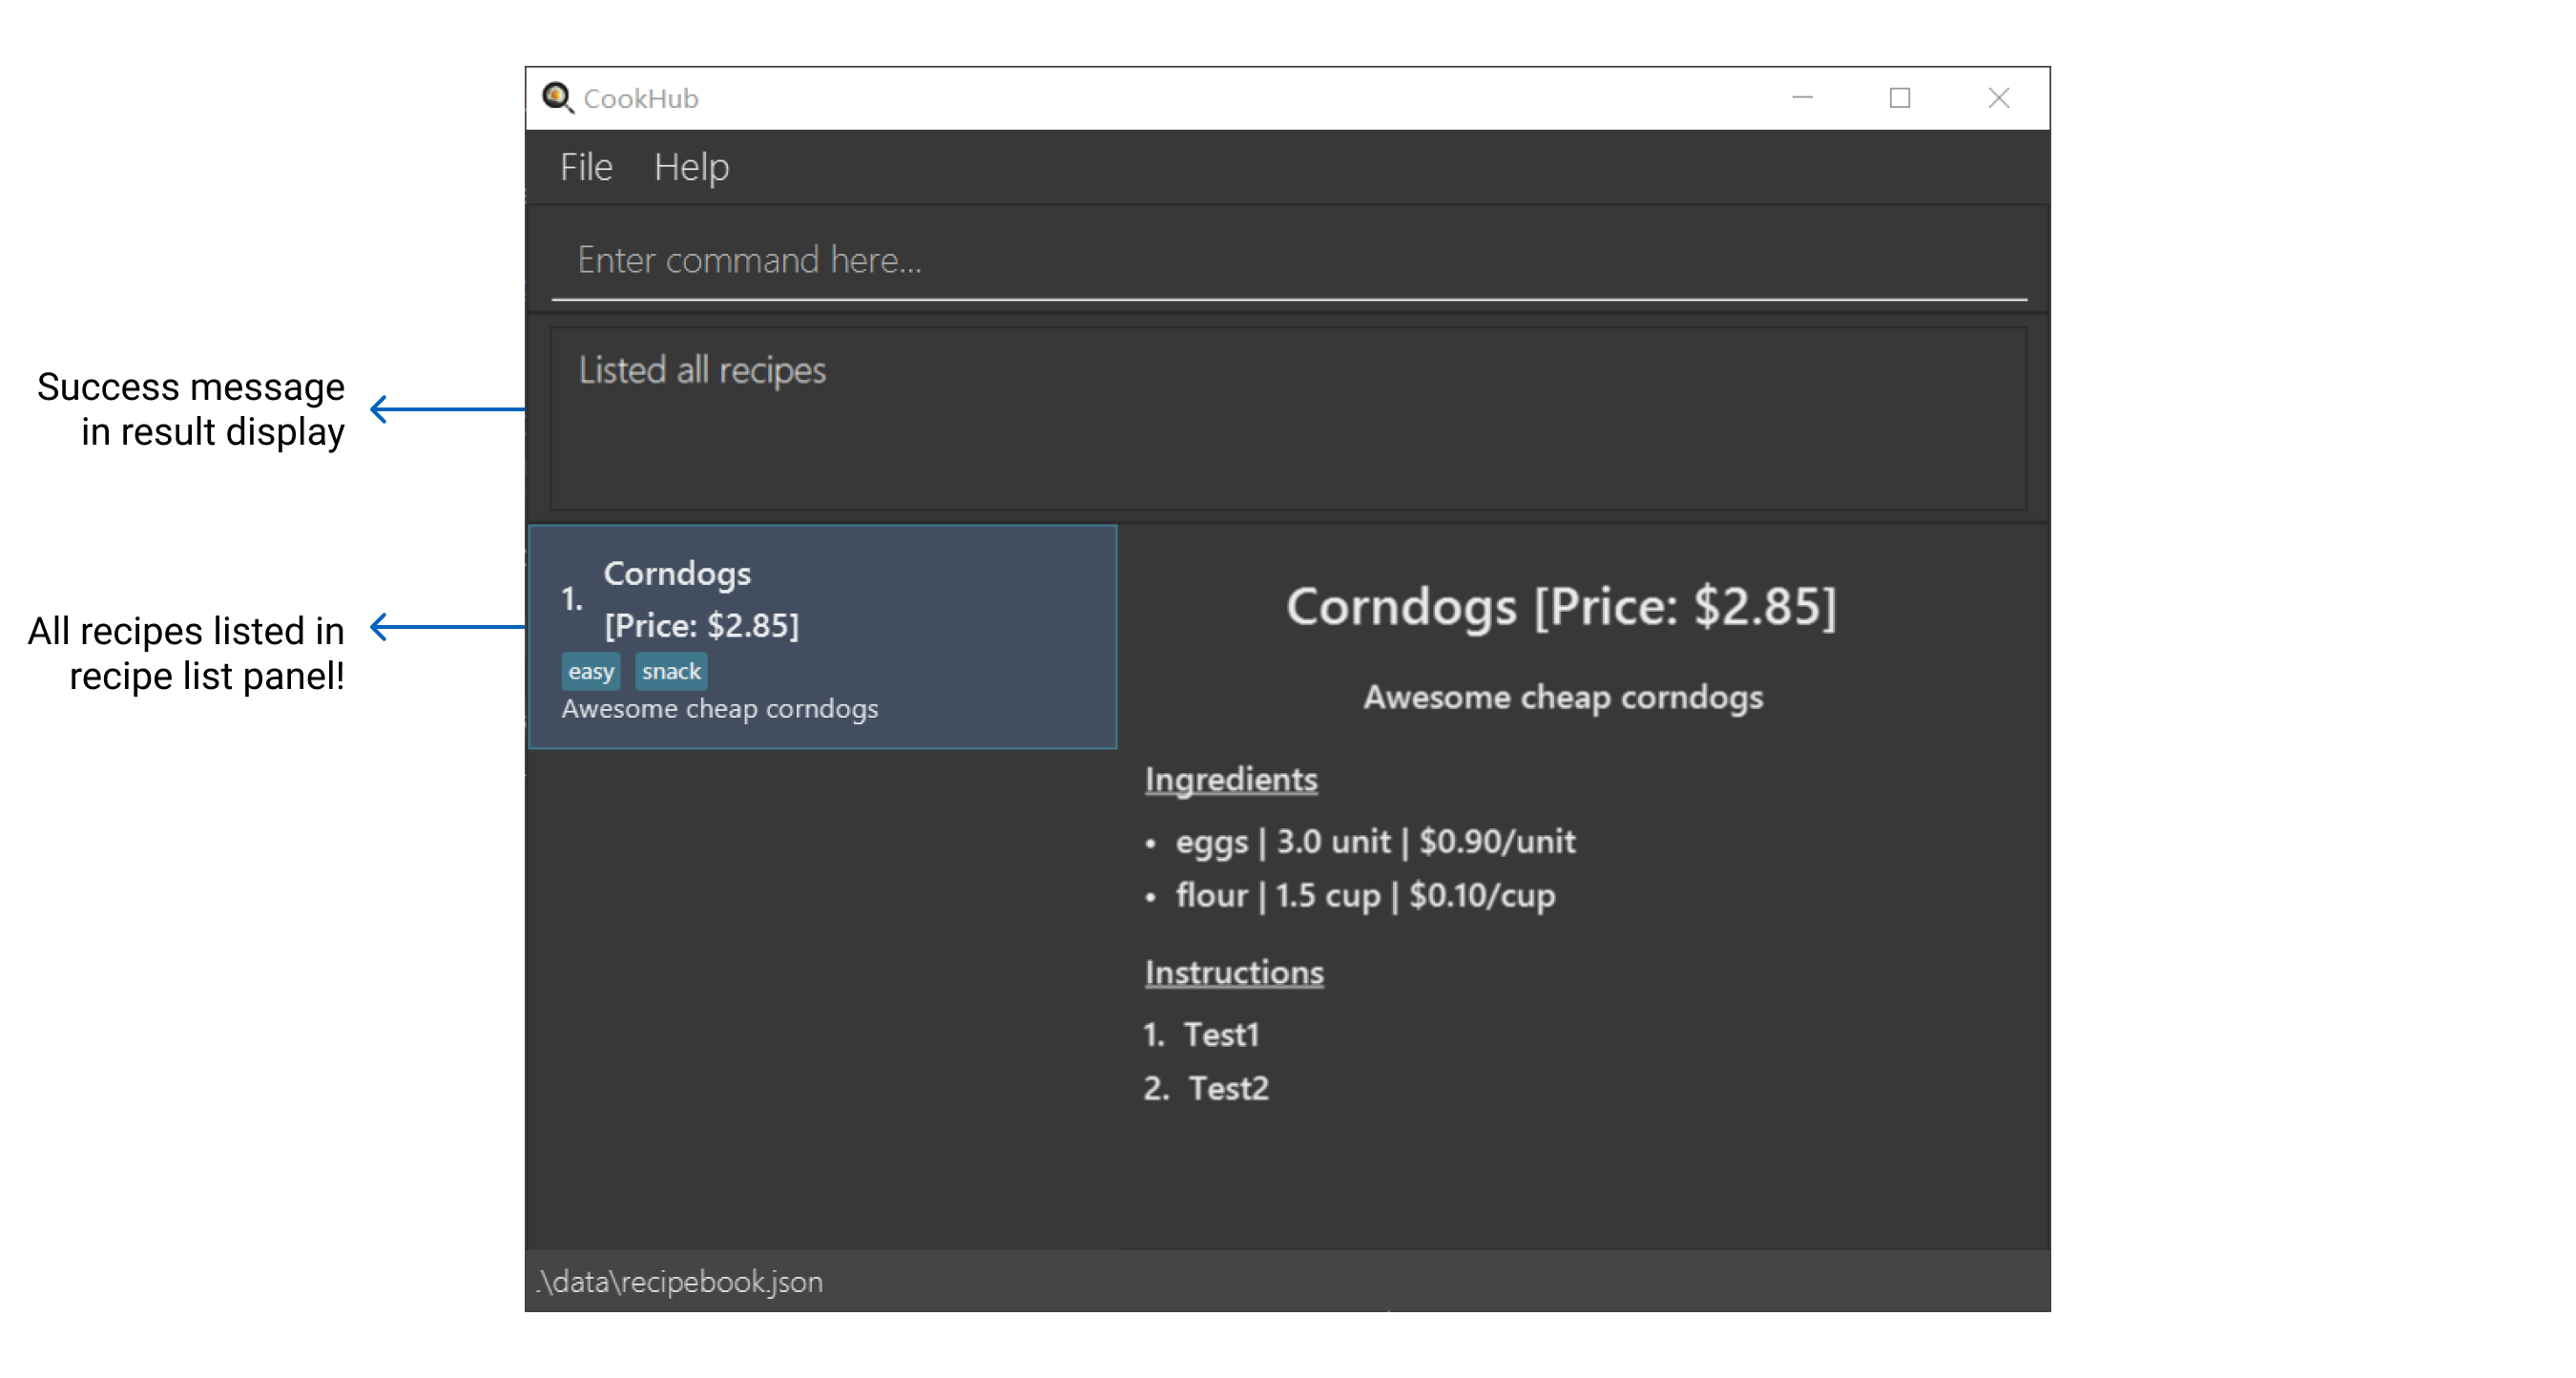 CookHub
File Help
Enter command here...
Listed all recipes
Success message
in result display
All recipes listed in
recipe list panel!
1. Corndogs
[Price: $2.85]
easy snack
Awesome cheap corndogs
Corndogs [Price: $2.85]
Awesome cheap corndogs
Ingredients
• eggs | 3.0 unit | $0.90/unit
• flour | 1.5 cup | $0.10/cup
Instructions
1. Test1
2. Test2
.\data\recipebook.json